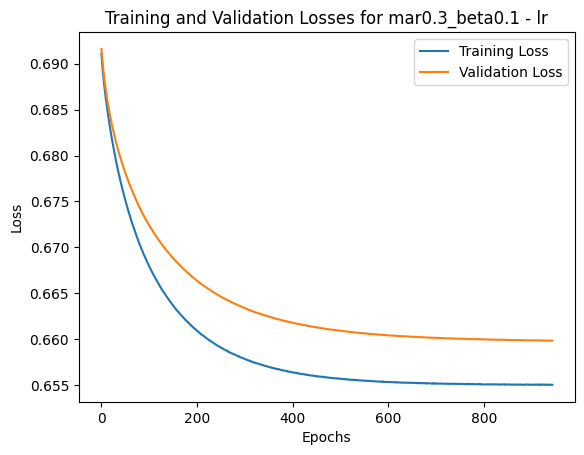 Training and Validation Losses for mar0.3_beta0.1 - lr
Training Loss
Validation Loss
0.690
0.685
0.680
0.675
0.670
0.665
0.660
0.655
Loss
0
200
400
600
800
Epochs